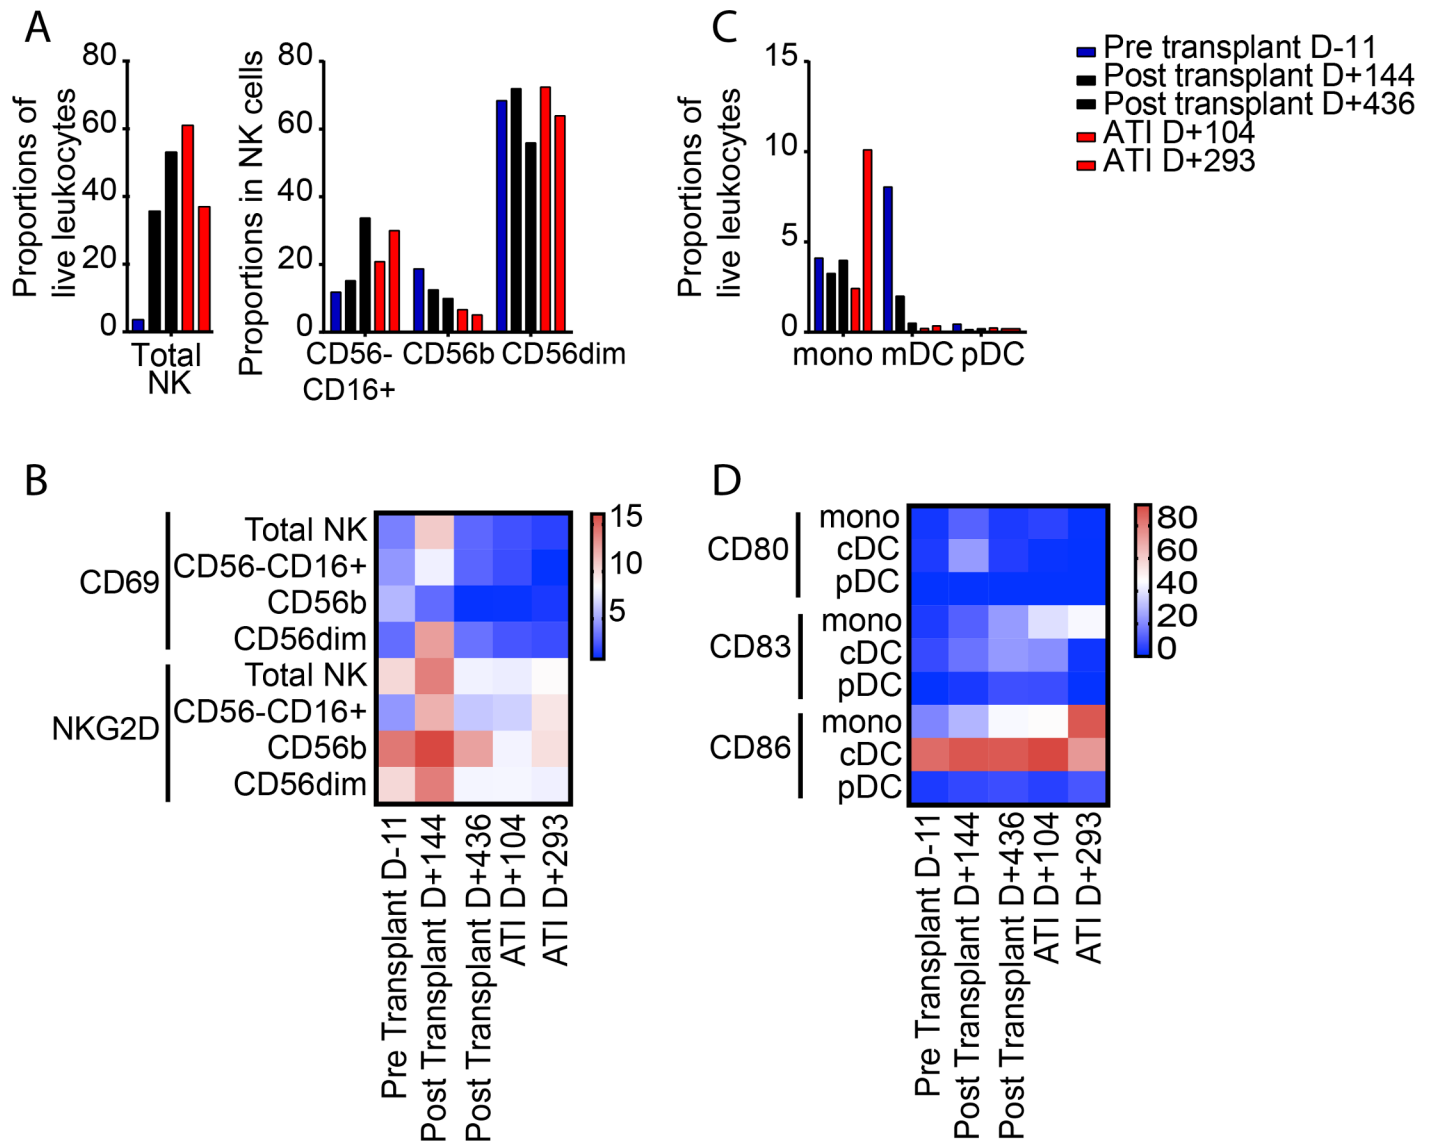 A
Proportions of
live leukocytes
80
60
40
20
0
Total
NK
Proportions in NK cells
80
60
40
20
0
CD56-
CD16+
CD56b
CD56dim
C
Proportions of
live leukocytes
15
10
5
0
mono
mDC
pDC
Pre transplant D-11
Post transplant D+144
Post transplant D+436
ATI D+104
ATI D+293
B
CD69
Total NK
CD56-CD16+
CD56b
CD56dim
NKG2D
Total NK
CD56-CD16+
CD56b
CD56dim
15
10
5
Pre Transplant D-11
Post Transplant D+144
Post Transplant D+436
ATI D+104
ATI D+293
D
CD80
mono
cDC
pDC
CD83
mono
cDC
pDC
CD86
mono
cDC
pDC
80
60
40
20
0
Pre Transplant D-11
Post Transplant D+144
Post Transplant D+436
ATI D+104
ATI D+293